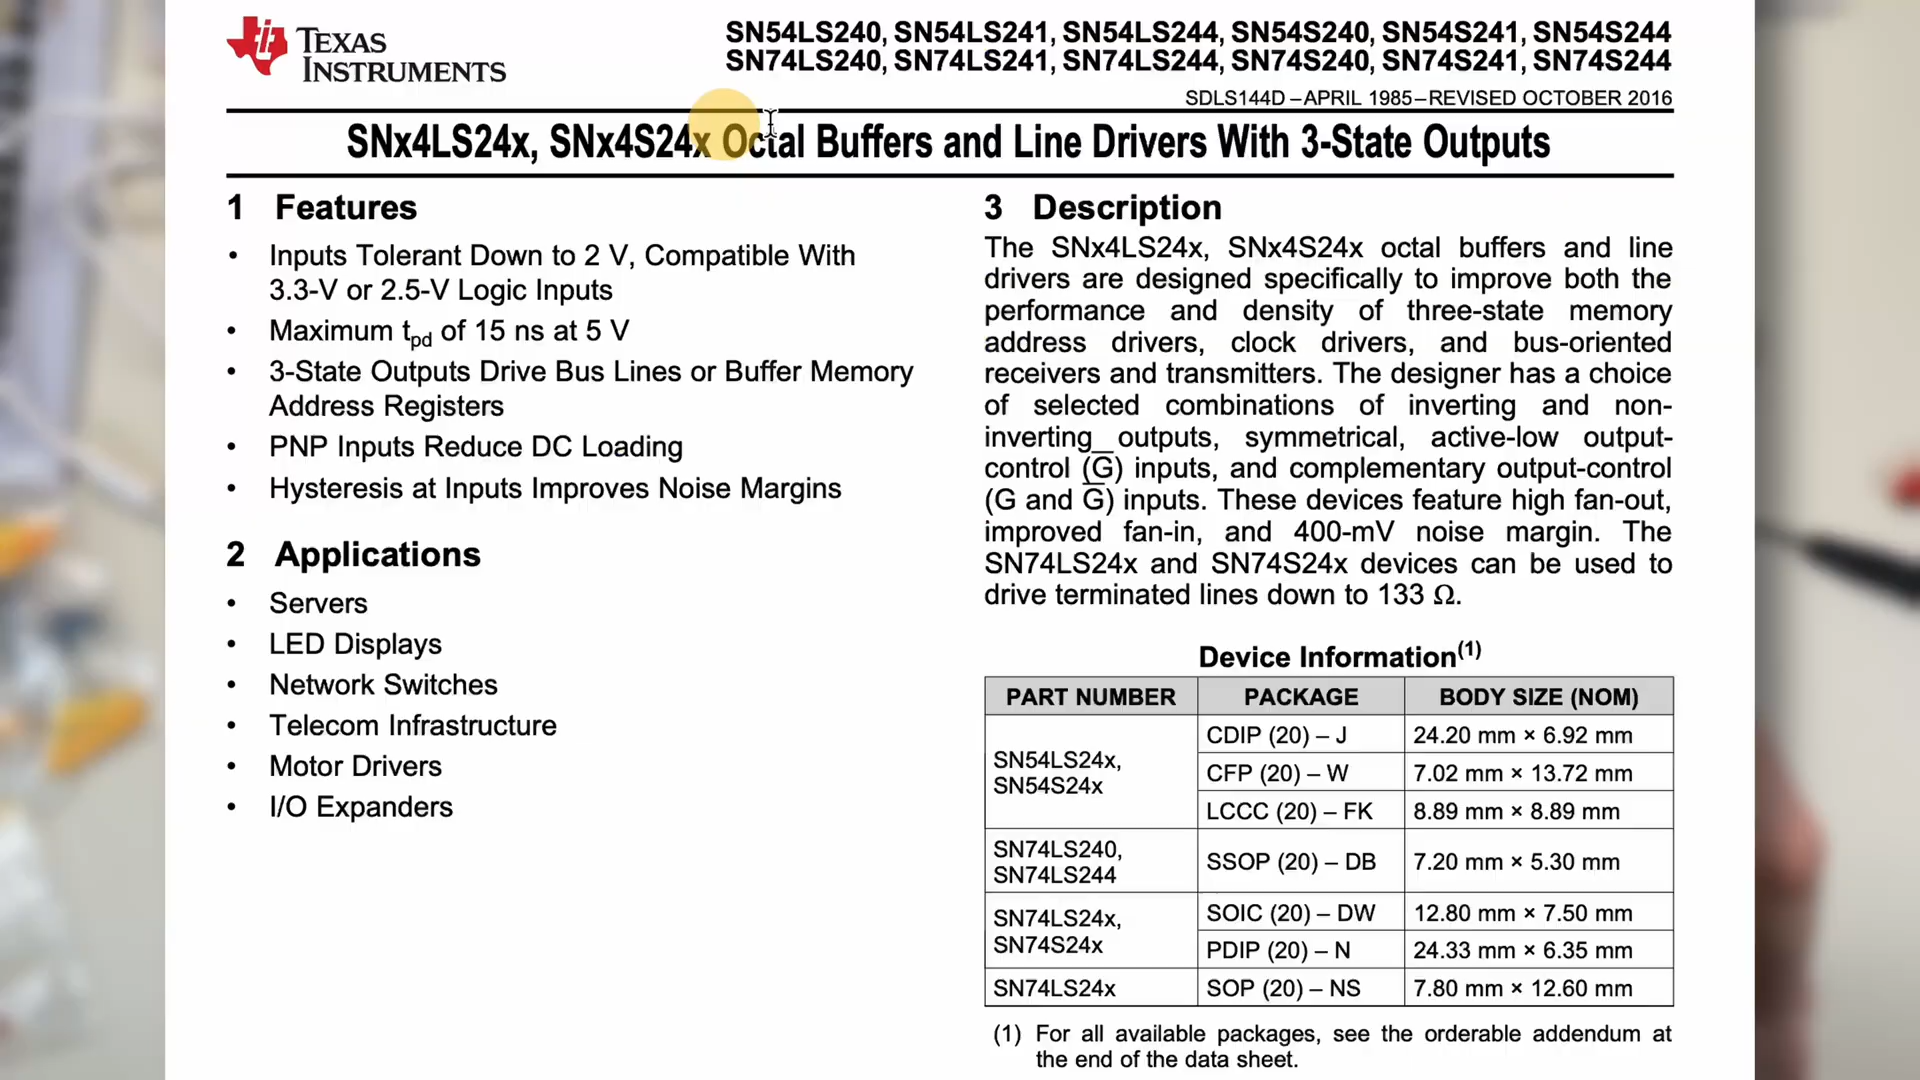 TEXAS
INSTRUMENTS
SN54LS240, SN54LS241, SN54LS244, SN54S240, SN54S241, SN54S244
SN74LS240, SN74LS241, SN74LS244, SN74S240, SN74S241, SN74S244
SDLS144D – APRIL 1985 – REVISED OCTOBER 2016
SNx4LS24x, SNx4S24x Octal Buffers and Line Drivers With 3-State Outputs
1 Features
• Inputs Tolerant Down to 2 V, Compatible With
3.3-V or 2.5-V Logic Inputs
• Maximum tpd of 15 ns at 5 V
• 3-State Outputs Drive Bus Lines or Buffer Memory
Address Registers
• PNP Inputs Reduce DC Loading
• Hysteresis at Inputs Improves Noise Margins
2 Applications
• Servers
• LED Displays
• Network Switches
• Telecom Infrastructure
• Motor Drivers
• I/O Expanders
3 Description
The SNx4LS24x, SNx4S24x octal buffers and line
drivers are designed specifically to improve both the
performance and density of three-state memory
address drivers, clock drivers, and bus-oriented
receivers and transmitters. The designer has a choice
of selected combinations of inverting and non-
inverting outputs, symmetrical, active-low output-
control (G̅) inputs, and complementary output-control
(G and G̅) inputs. These devices feature high fan-out,
improved fan-in, and 400-mV noise margin. The
SN74LS24x and SN74S24x devices can be used to
drive terminated lines down to 133 Ω.
Device Information(1)
PART NUMBER PACKAGE BODY SIZE (NOM)
SN54LS24x,
SN54S24x
CDIP (20) – J 24.20 mm × 6.92 mm
CFP (20) – W 7.02 mm × 13.72 mm
LCCC (20) – FK 8.89 mm × 8.89 mm
SN74LS240,
SN74LS244
SSOP (20) – DB 7.20 mm × 5.30 mm
SN74LS24x,
SN74S24x
SOIC (20) – DW 12.80 mm × 7.50 mm
PDIP (20) – N 24.33 mm × 6.35 mm
SN74LS24x SOP (20) – NS 7.80 mm × 12.60 mm
(1) For all available packages, see the orderable addendum at
the end of the data sheet.